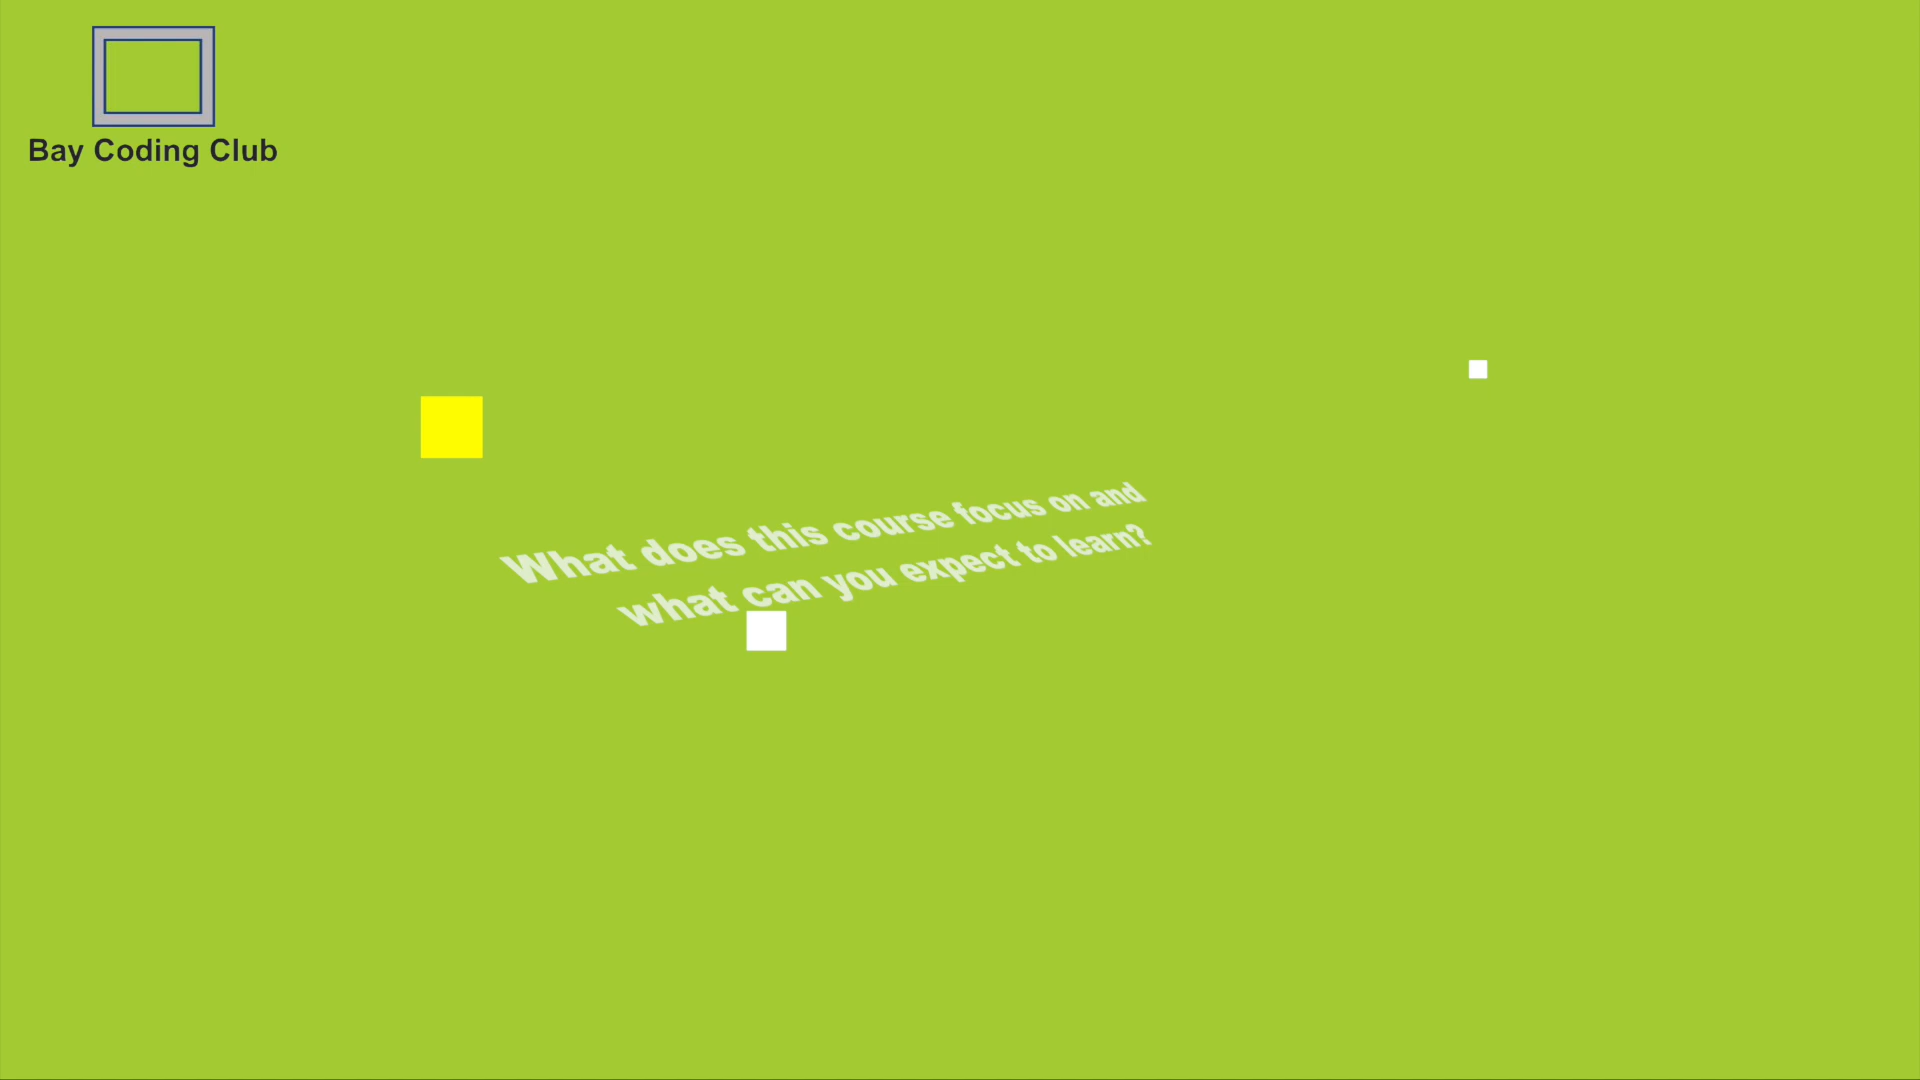 Bay Coding Club
What does this course focus on and
what can you expect to learn?